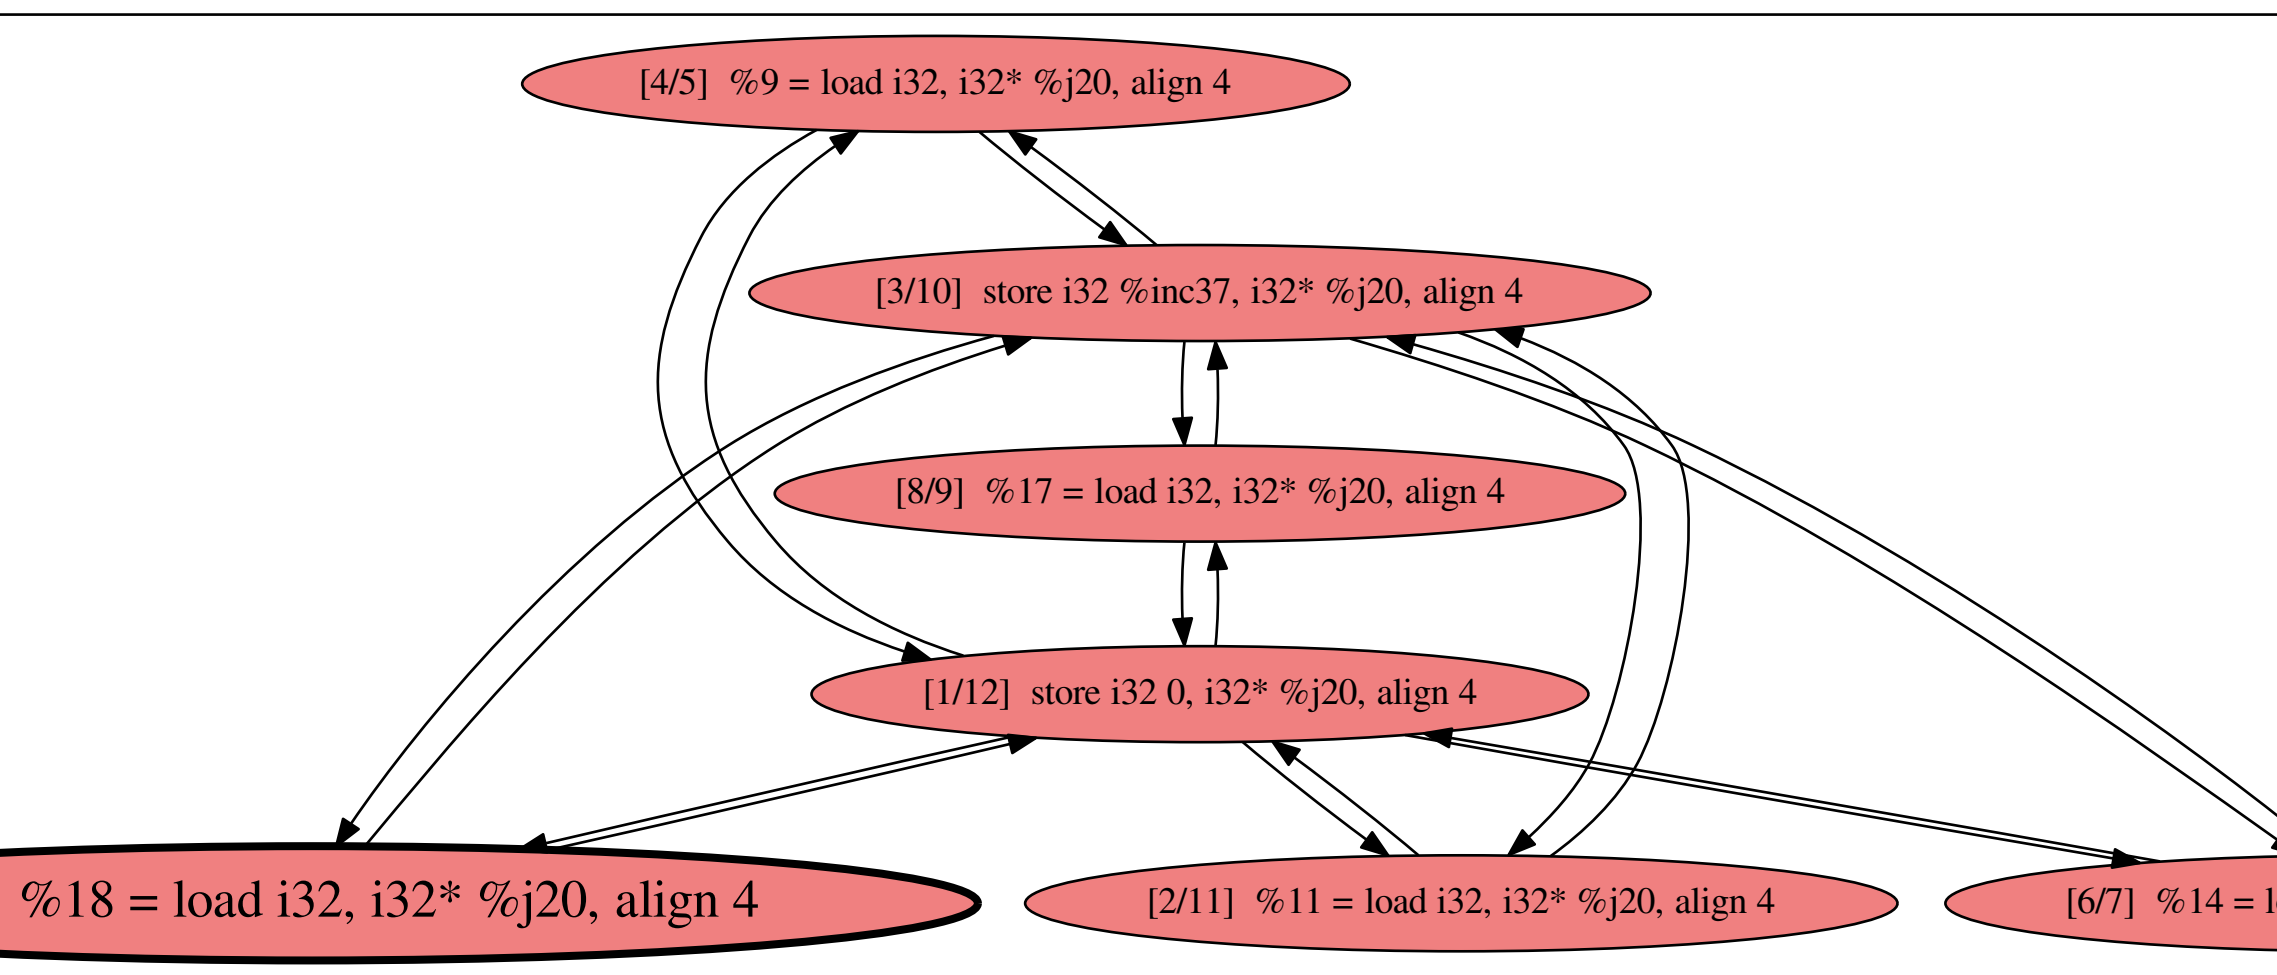 [4/5]  %9 = load i32, i32* %j20, align 4
[3/10]  store i32 %inc37, i32* %j20, align 4
[8/9]  %17 = load i32, i32* %j20, align 4
[1/12]  store i32 0, i32* %j20, align 4
%18 = load i32, i32* %j20, align 4
[2/11]  %11 = load i32, i32* %j20, align 4
[6/7]  %14 =